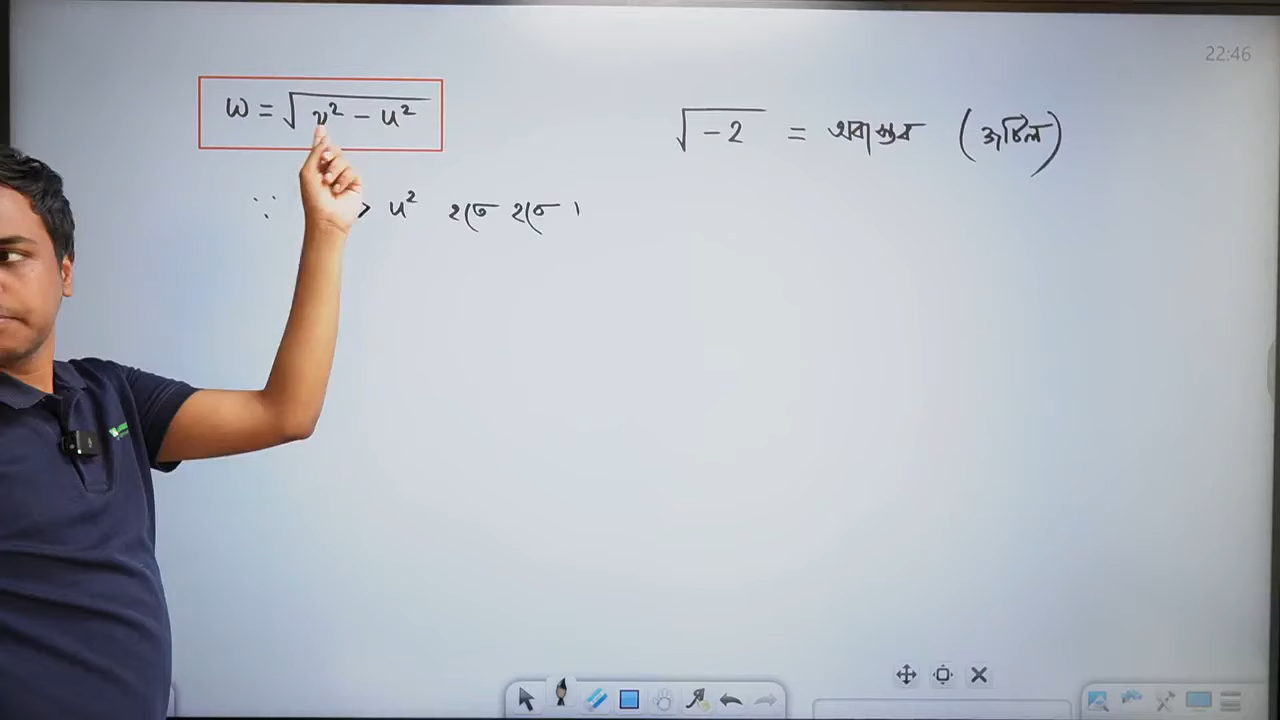 22:46
w = √(v² − u²)
√−2 = অবাস্তব (জটিল)
∵ > u² হতে হবে ।